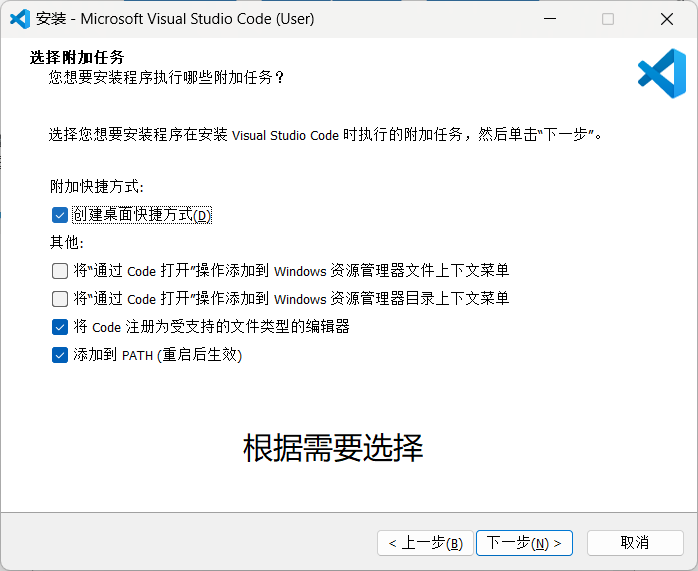 安装 - Microsoft Visual Studio Code (User)
选择附加任务
您想要安装程序执行哪些附加任务？
选择您想要安装程序在安装 Visual Studio Code 时执行的附加任务，然后单击“下一步”。
附加快捷方式:
创建桌面快捷方式(D)
其他:
将“通过 Code 打开”操作添加到 Windows 资源管理器文件上下文菜单
将“通过 Code 打开”操作添加到 Windows 资源管理器目录上下文菜单
将 Code 注册为受支持的文件类型的编辑器
添加到 PATH (重启后生效)
根据需要选择
< 上一步(B) 下一步(N) > 取消